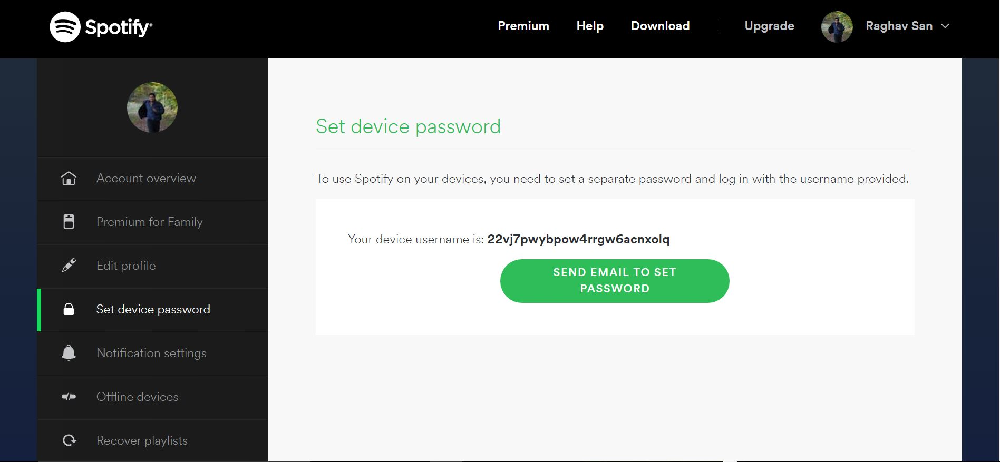 Spotify®
Premium Help Download | Upgrade Raghav San
Account overview
Premium for Family
Edit profile
Set device password
Notification settings
Offline devices
Recover playlists
Set device password
To use Spotify on your devices, you need to set a separate password and log in with the username provided.
Your device username is: 22vj7pwybpow4rrgw6acnxolq
SEND EMAIL TO SET
PASSWORD